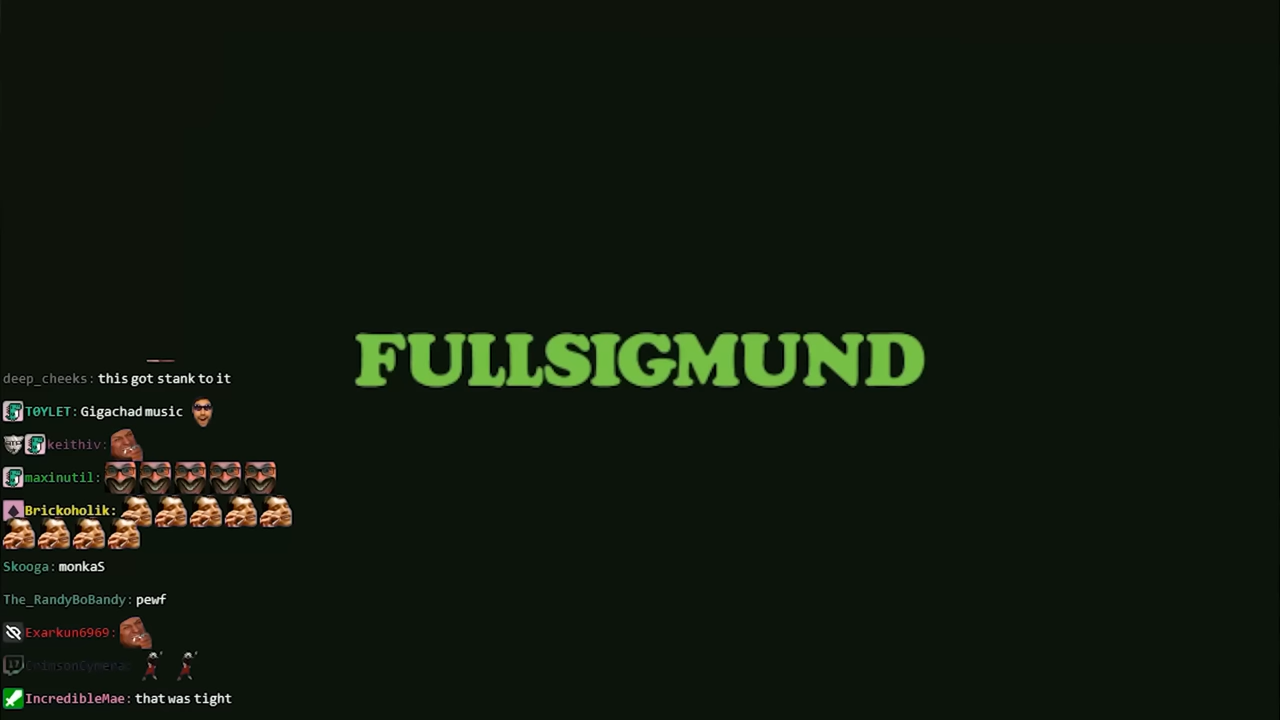 FULLSIGMUND
deep_cheeks: this got stank to it
T0YLET: Gigachad music
keithiv:
maxinutil:
Brickoholik:
Skooga: monkaS
The_RandyBoBandy: pewf
Exarkun6969:
IncredibleMae: that was tight